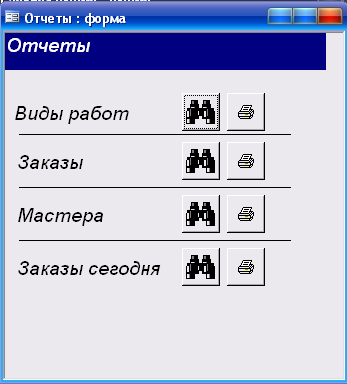 Отчеты : форма
Отчеты
Виды работ
Заказы
Мастера
Заказы сегодня